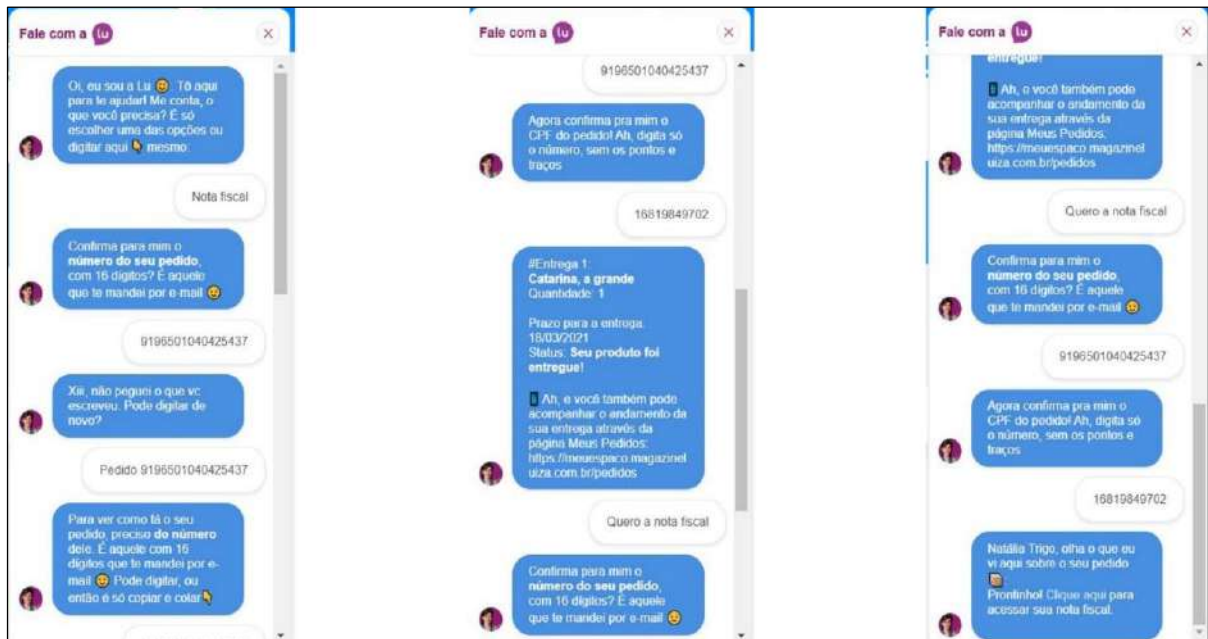 Fale com a lu
Oi, eu sou a Lu 😊. Tô aqui
para te ajudar! Me conta, o
que você precisa? É só
escolher uma das opções ou
digitar aqui 👇 mesmo:
Nota fiscal
Confirma para mim o
número do seu pedido,
com 16 dígitos? É aquele
que te mandei por e-mail 😉
9196501040425437
Xiii, não peguei o que vc
escreveu. Pode digitar de
novo?
Pedido 9196501040425437
Para ver como tá o seu
pedido, preciso do número
dele. É aquele com 16
dígitos que te mandei por e-
mail 😉 Pode digitar, ou
então é só copiar e colar👇
Fale com a lu
9196501040425437
Agora confirma pra mim o
CPF do pedido! Ah, digita só
o número, sem os pontos e
traços
16819849702
#Entrega 1:
Catarina, a grande
Quantidade: 1
Prazo para a entrega:
18/03/2021
Status: Seu produto foi
entregue!
📱 Ah, e você também pode
acompanhar o andamento da
sua entrega através da
página Meus Pedidos:
https://meuespaco.magazinel
uiza.com.br/pedidos
Quero a nota fiscal
Confirma para mim o
número do seu pedido,
com 16 dígitos? É aquele
que te mandei por e-mail 😉
Fale com a lu
entregue!
📱 Ah, e você também pode
acompanhar o andamento da
sua entrega através da
página Meus Pedidos:
https://meuespaco.magazinel
uiza.com.br/pedidos
Quero a nota fiscal
Confirma para mim o
número do seu pedido,
com 16 dígitos? É aquele
que te mandei por e-mail 😉
9196501040425437
Agora confirma pra mim o
CPF do pedido! Ah, digita só
o número, sem os pontos e
traços
16819849702
Natália Trigo, olha o que eu
vi aqui sobre o seu pedido
:
Prontinho! Clique aqui para
acessar sua nota fiscal.